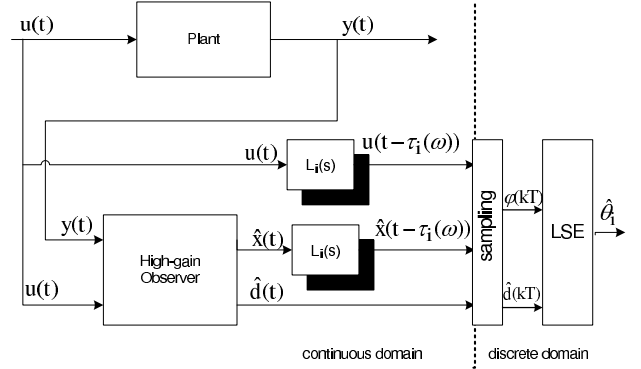 u(t)
Plant
y(t)
u(t)
Lᵢ(s)
u(t−τᵢ(ω))
y(t)
u(t)
High-gain
Observer
x̂(t)
Lᵢ(s)
x̂(t−τᵢ(ω))
d̂(t)
sampling
φ(kT)
d̂(kT)
LSE
θ̂ᵢ
continuous domain
discrete domain